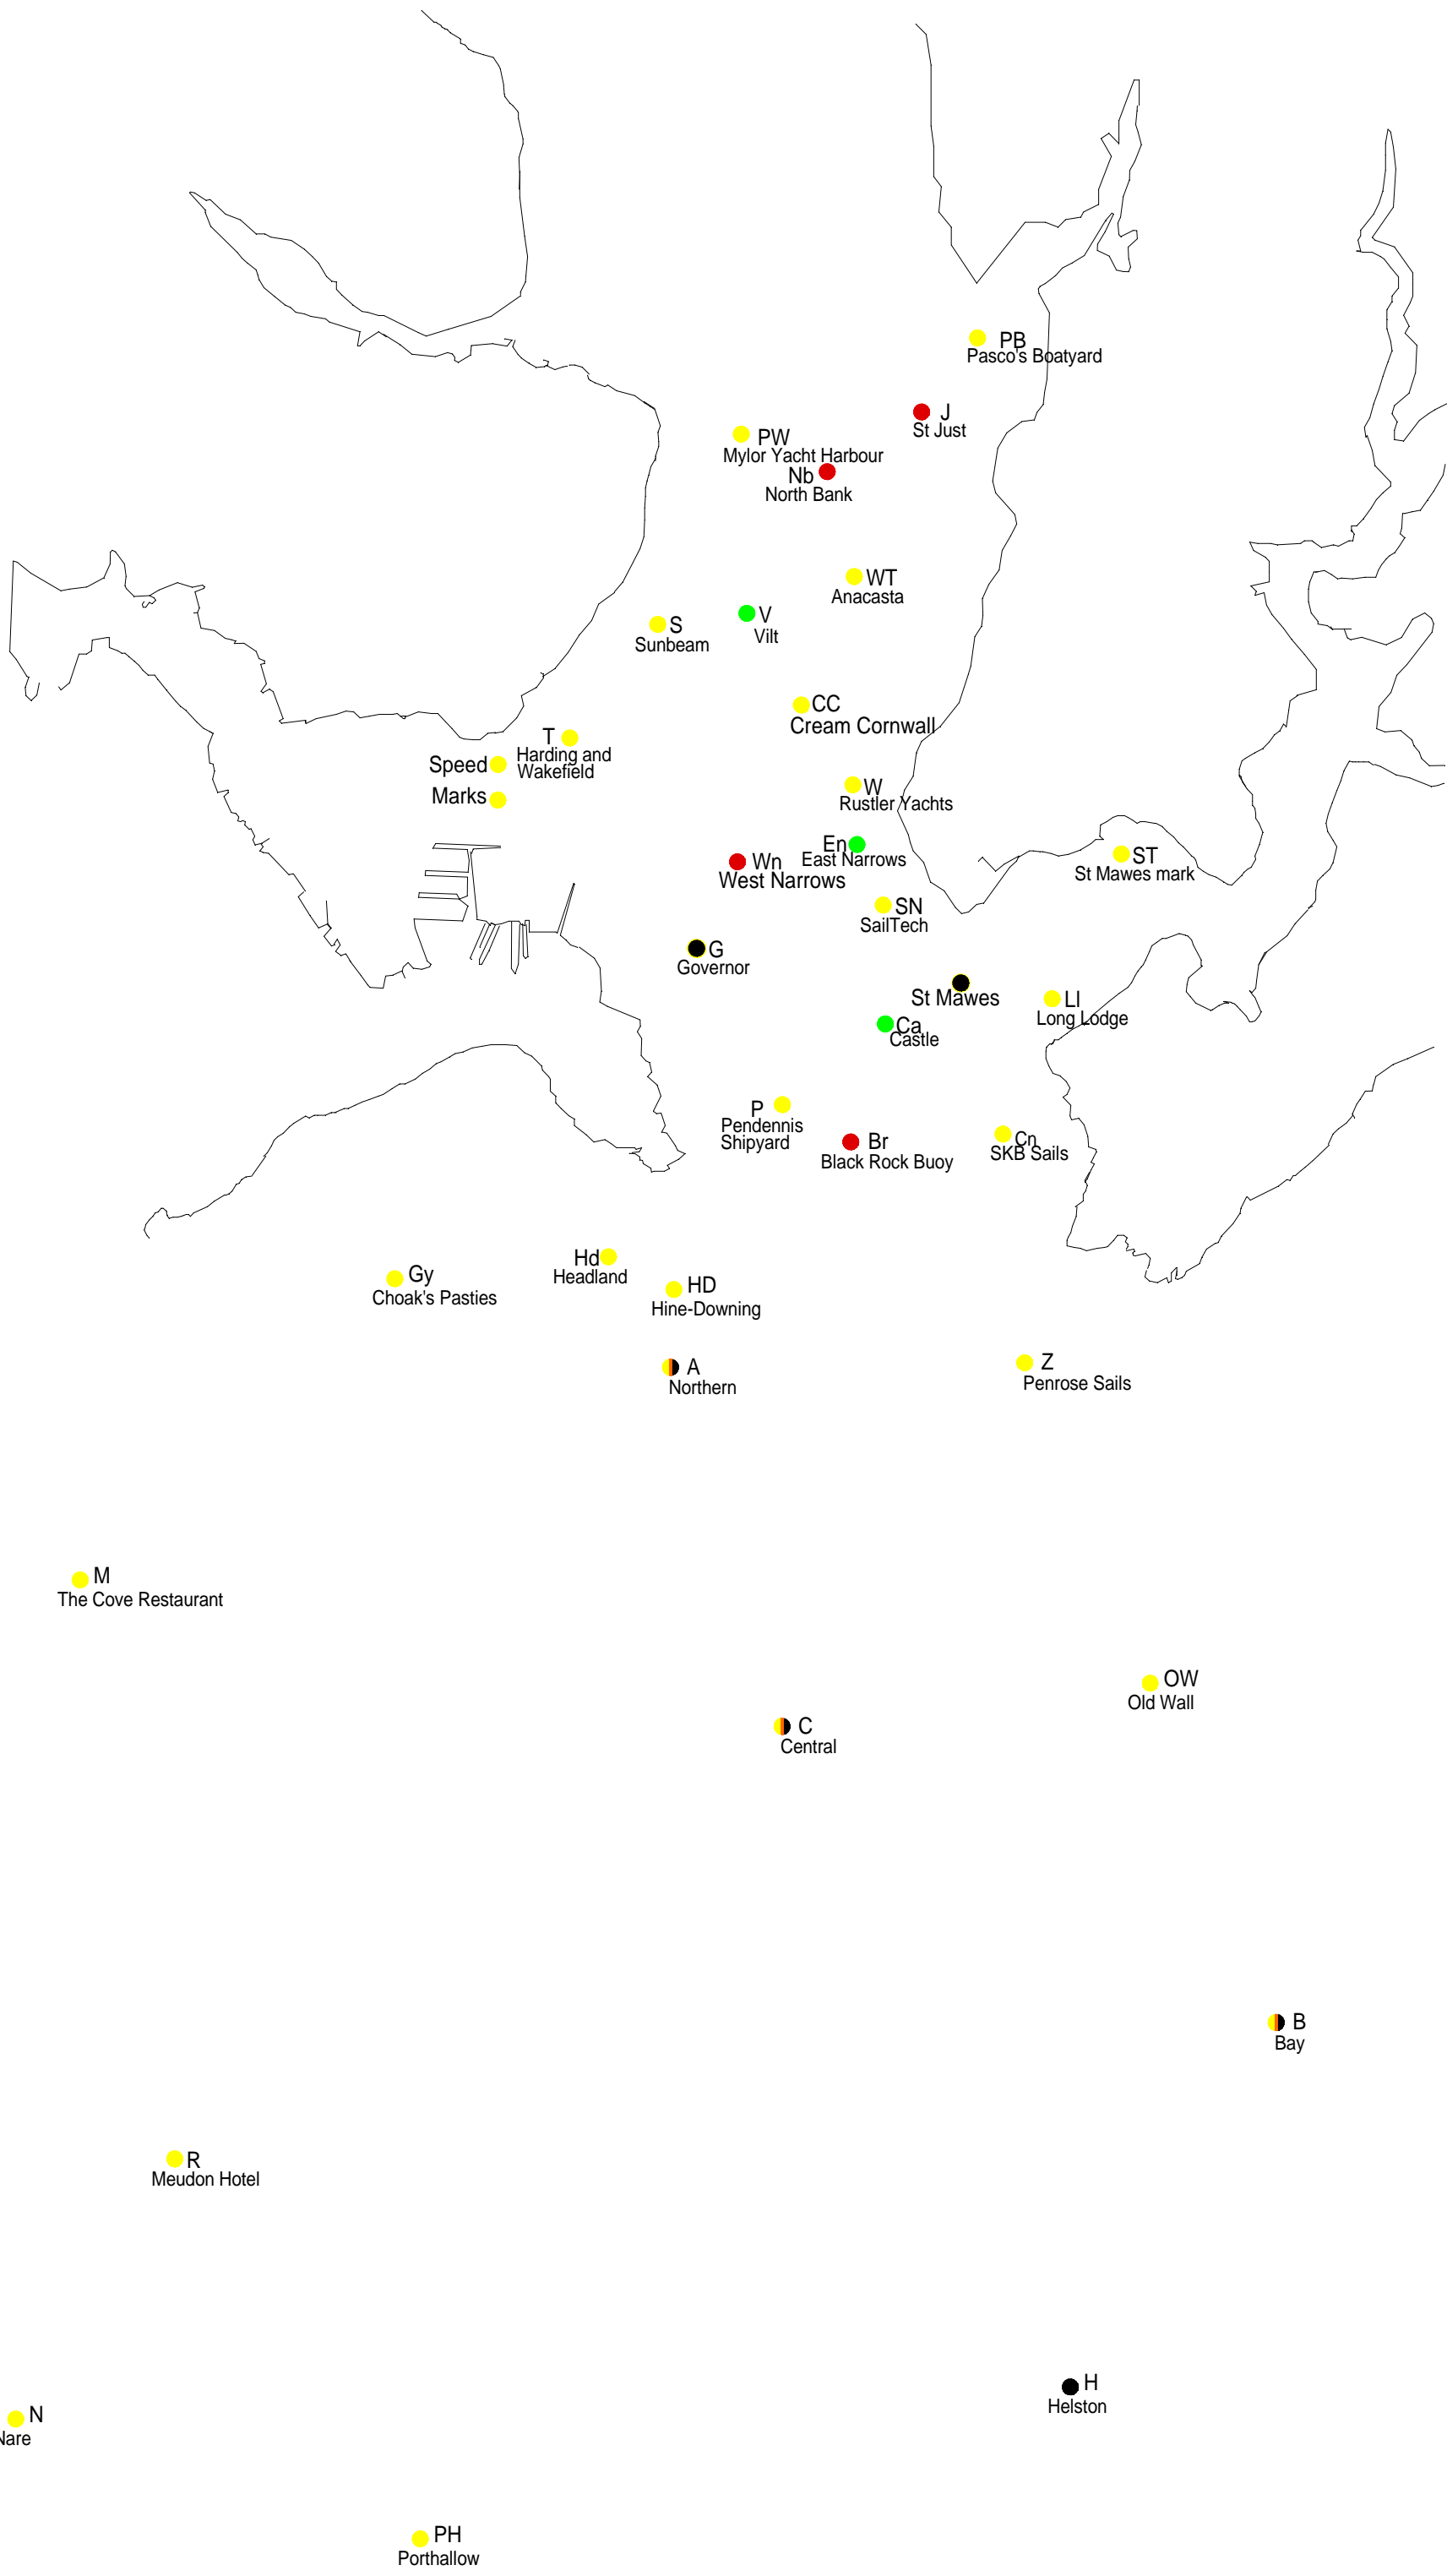 PB
Pasco's Boatyard
J
St Just
PW
Mylor Yacht Harbour
Nb
North Bank
WT
Anacasta
V
Vilt
S
Sunbeam
CC
Cream Cornwall
T
Harding and
Wakefield
Speed
Marks
W
Rustler Yachts
En
East Narrows
Wn
West Narrows
ST
St Mawes mark
SN
SailTech
G
Governor
St Mawes
Ll
Long Lodge
Ca
Castle
P
Pendennis
Shipyard
Br
Black Rock Buoy
Cn
SKB Sails
Hd
Headland
Gy
Choak's Pasties
HD
Hine-Downing
A
Northern
Z
Penrose Sails
M
The Cove Restaurant
OW
Old Wall
C
Central
B
Bay
R
Meudon Hotel
H
Helston
N
Nare
PH
Porthallow